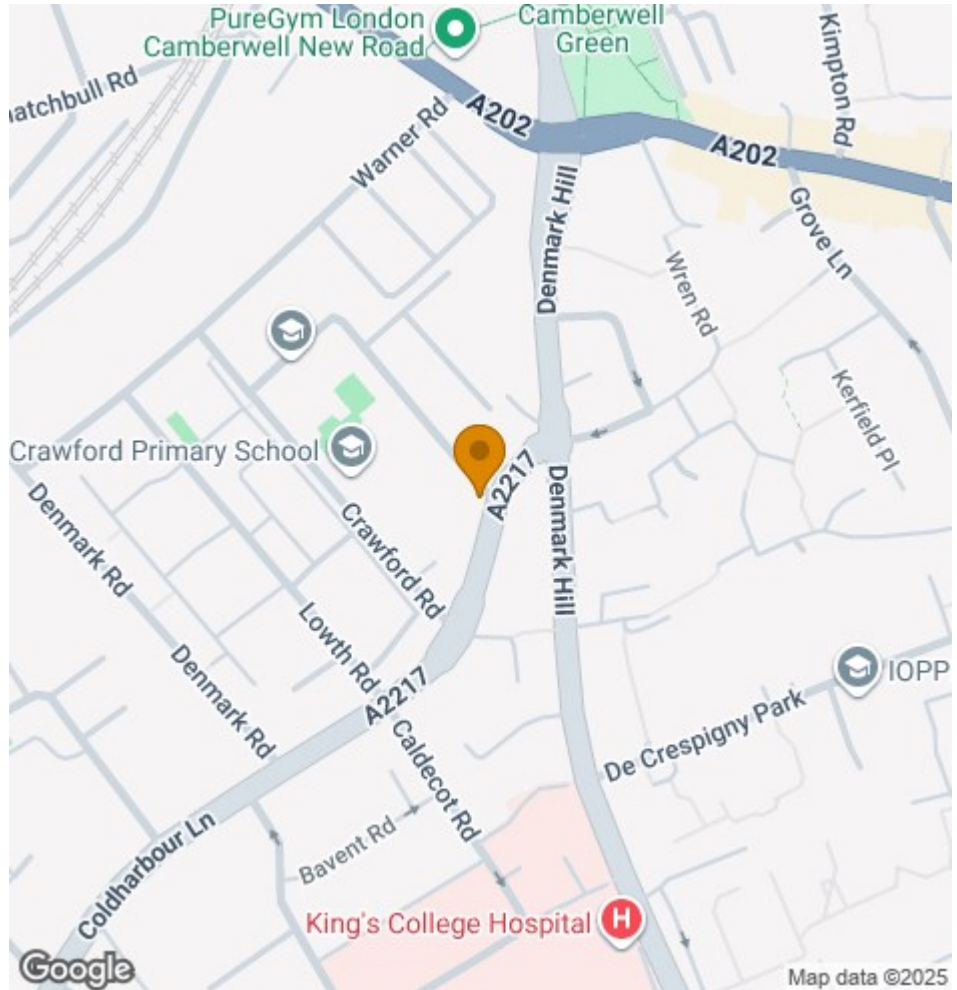 PureGym London
Camberwell New Road
Camberwell
Green
Kimpton Rd
atchbull Rd
A202
A202
Warner Rd
Denmark Hill
Grove Ln
Wren Rd
Kerfield Pl
Crawford Primary School
A2217
Denmark Hill
Denmark Rd
Crawford Rd
Lowth Rd
Denmark Rd
A2217
IOPP
De Crespigny Park
Caldecot Rd
Bavent Rd
Coldharbour Ln
King's College Hospital
H
Google
Map data ©2025